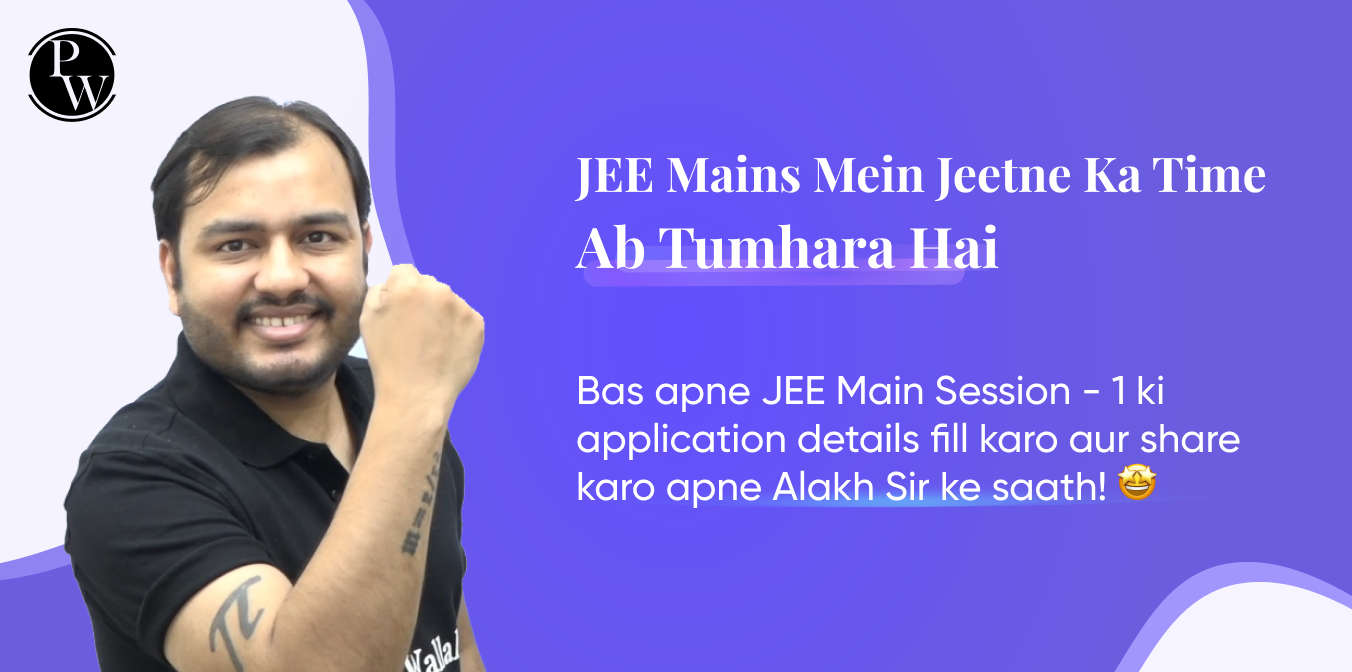 PW
JEE Mains Mein Jeetne Ka Time
Ab Tumhara Hai
Bas apne JEE Main Session - 1 ki
application details fill karo aur share
karo apne Alakh Sir ke saath! 🤩
π
Walla